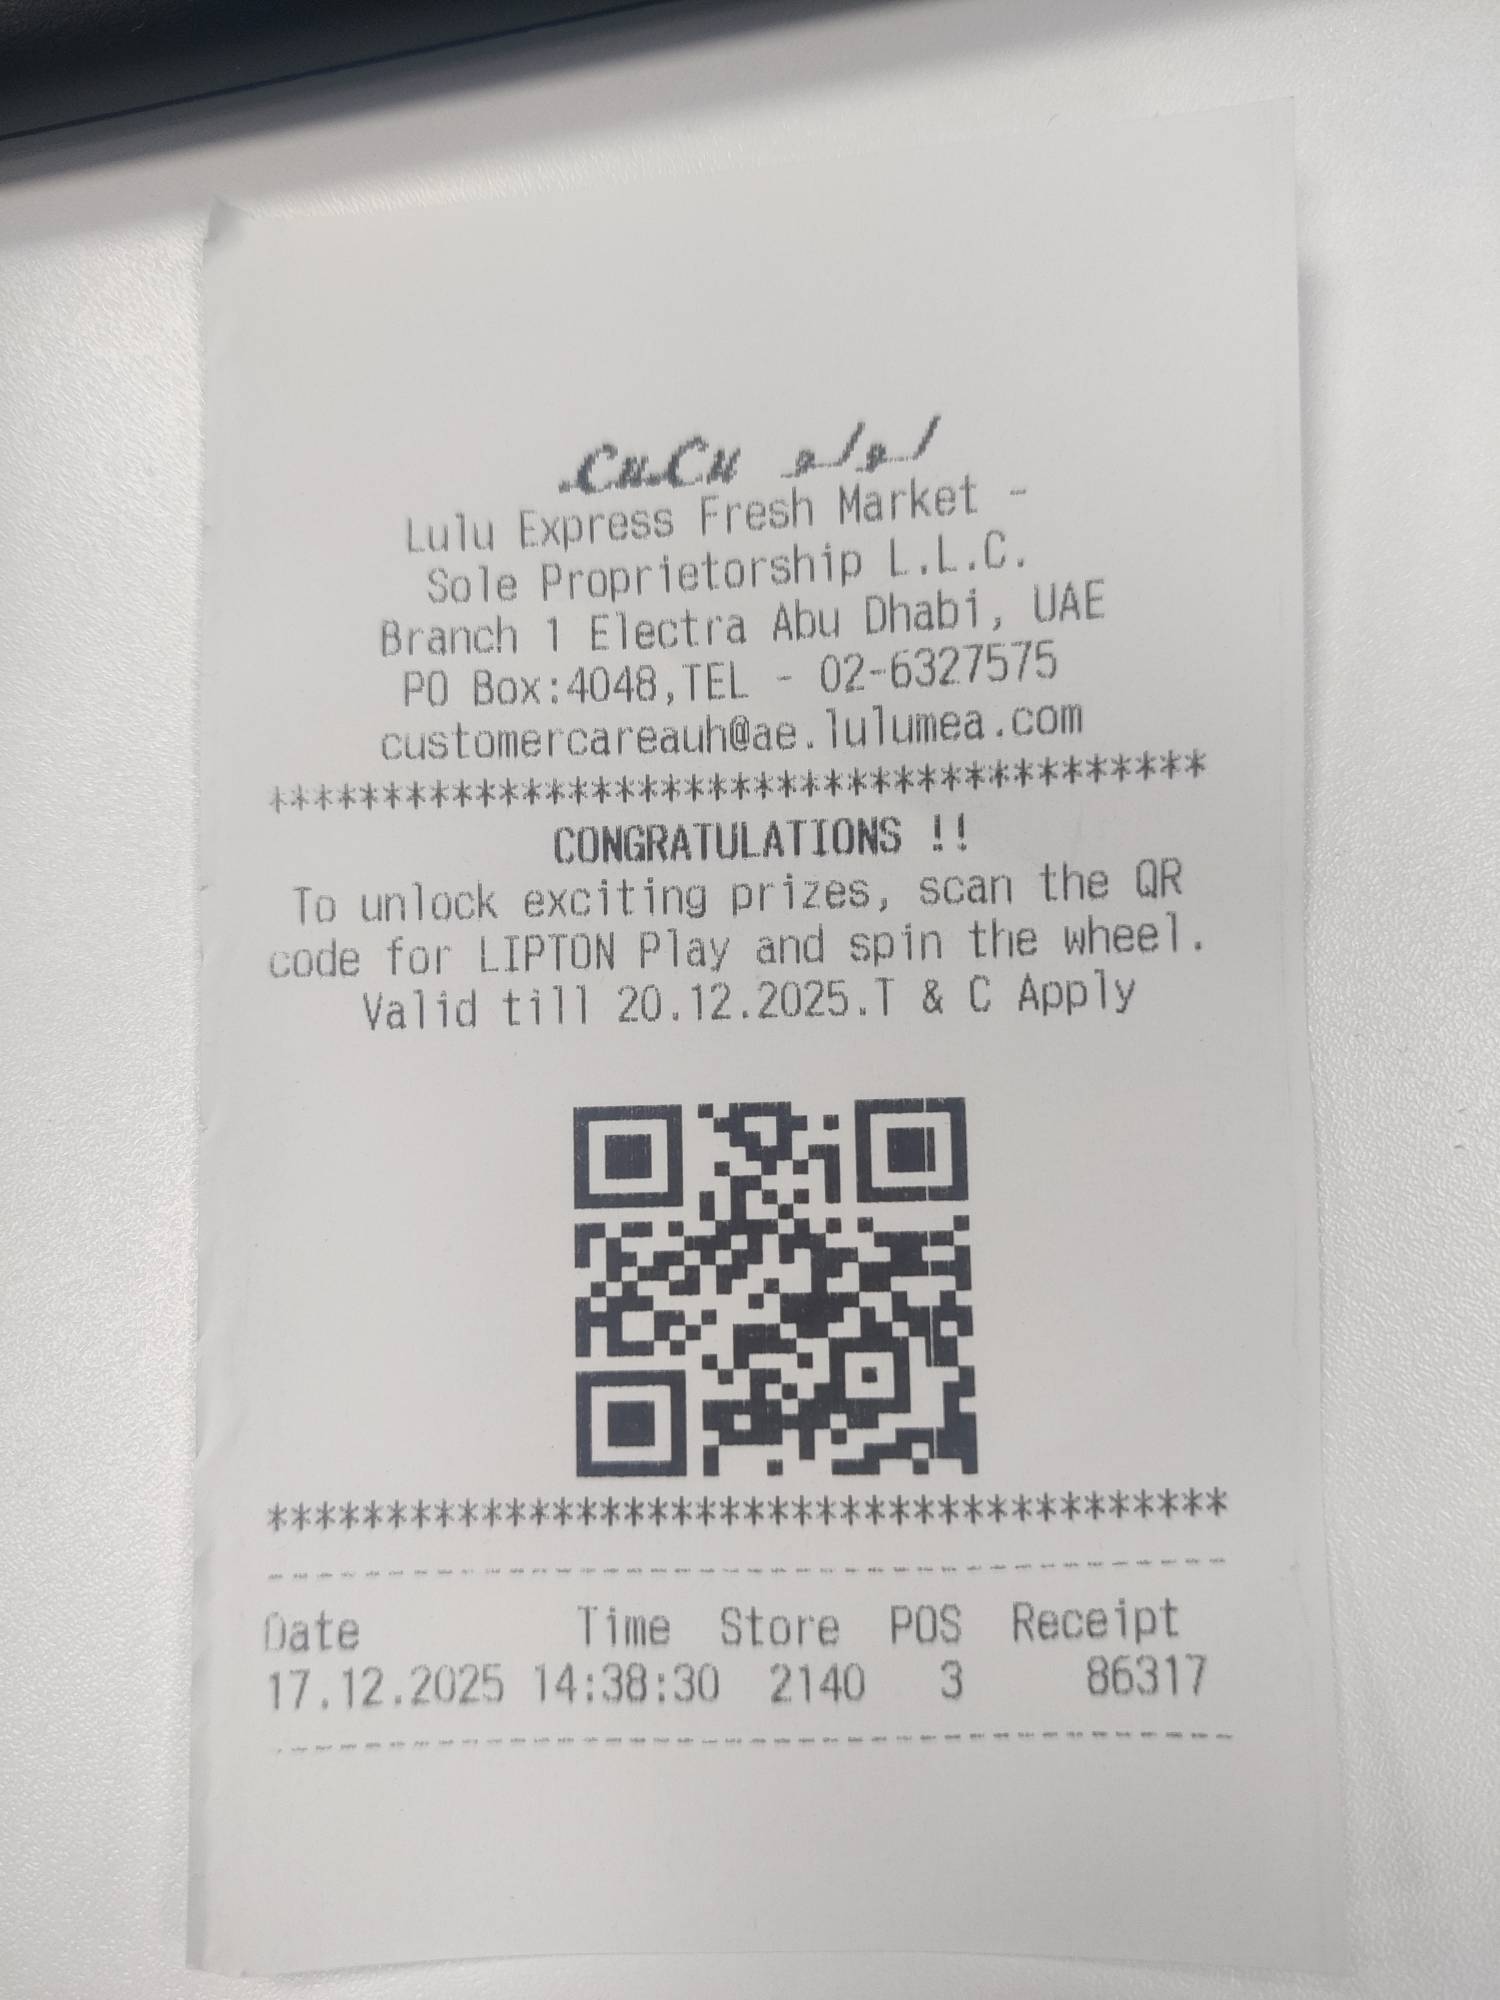 LuLu لولو
Lulu Express Fresh Market -
Sole Proprietorship L.L.C.
Branch 1 Electra Abu Dhabi, UAE
PO Box:4048,TEL - 02-6327575
customercareauh@ae.lulumea.com
****************************************
CONGRATULATIONS !!
To unlock exciting prizes, scan the QR
code for LIPTON Play and spin the wheel.
Valid till 20.12.2025.T & C Apply
****************************************
----------------------------------------
Date Time Store POS Receipt
17.12.2025 14:38:30 2140 3 86317
----------------------------------------